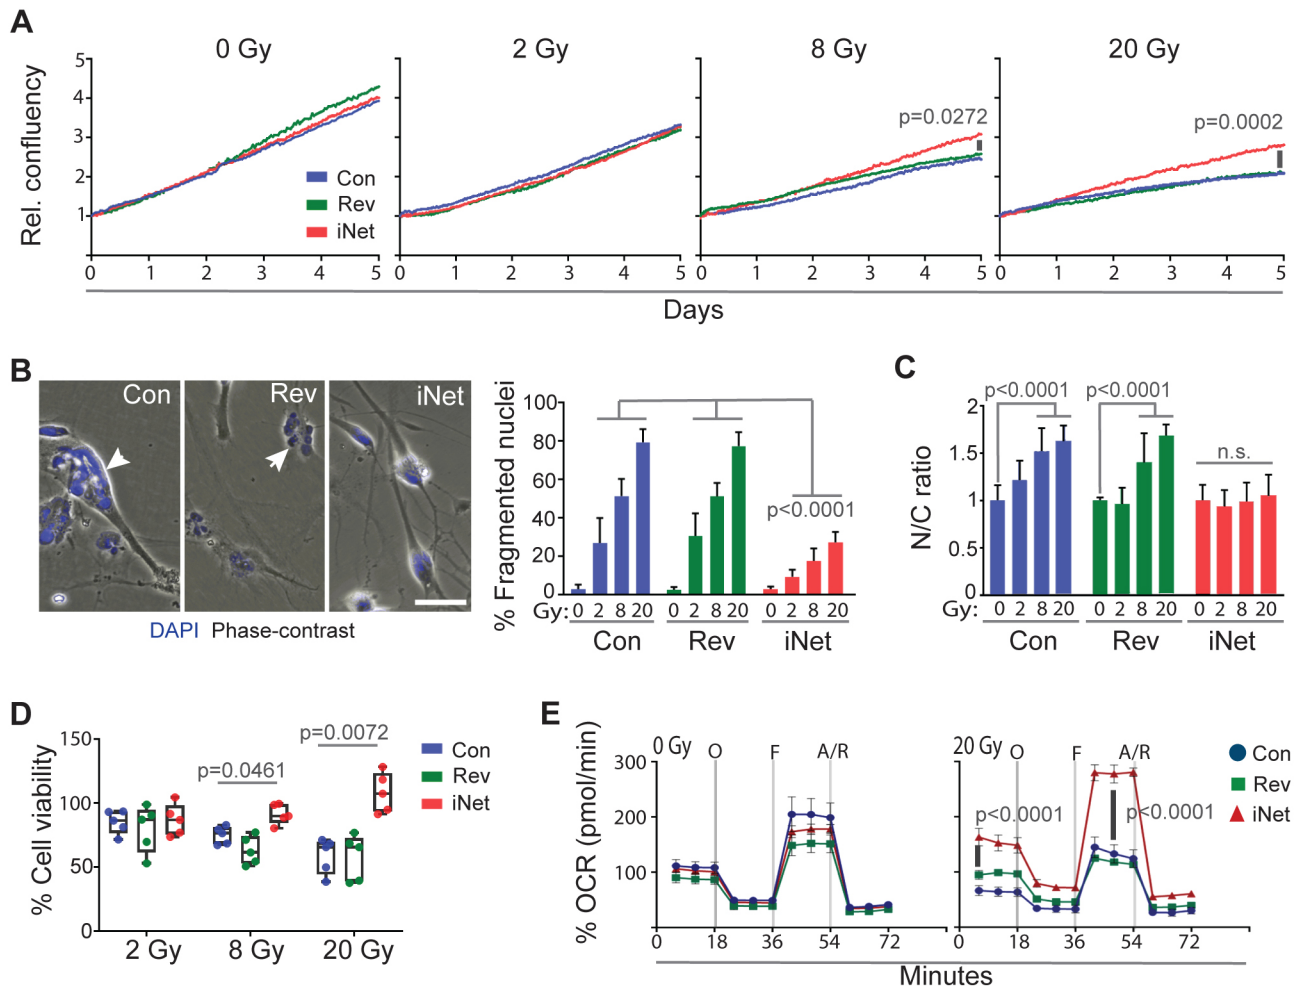 A
0 Gy 2 Gy 8 Gy 20 Gy
Rel. confluency
5
4
3
2
1
Con
Rev
iNet
p=0.0272
p=0.0002
0 1 2 3 4 5 0 1 2 3 4 5 0 1 2 3 4 5 0 1 2 3 4 5
Days
B
Con Rev iNet
DAPI Phase-contrast
% Fragmented nuclei
100
80
60
40
20
0
p<0.0001
Gy: 0 2 8 20 0 2 8 20 0 2 8 20
Con Rev iNet
C
N/C ratio
2
1.5
1
0.5
0
p<0.0001 p<0.0001
n.s.
Gy: 0 2 8 20 0 2 8 20 0 2 8 20
Con Rev iNet
D
% Cell viability
150
100
50
0
p=0.0461
p=0.0072
Con
Rev
iNet
2 Gy 8 Gy 20 Gy
E
% OCR (pmol/min)
300
200
100
0 Gy O F A/R
0 18 36 54 72
20 Gy O F A/R
p<0.0001
p<0.0001
Con
Rev
iNet
0 18 36 54 72
Minutes